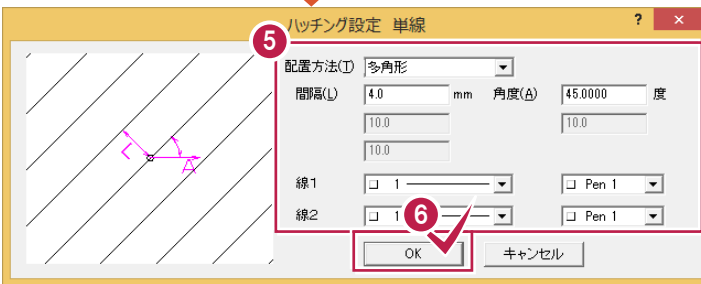 ハッチング設定 単線 ? ×
5
配置方法(T) 多角形
間隔(L) 4.0 mm 角度(A) 45.0000 度
10.0 10.0
10.0
線1 1 Pen 1
線2 1 Pen 1
6
OK キャンセル
L
A